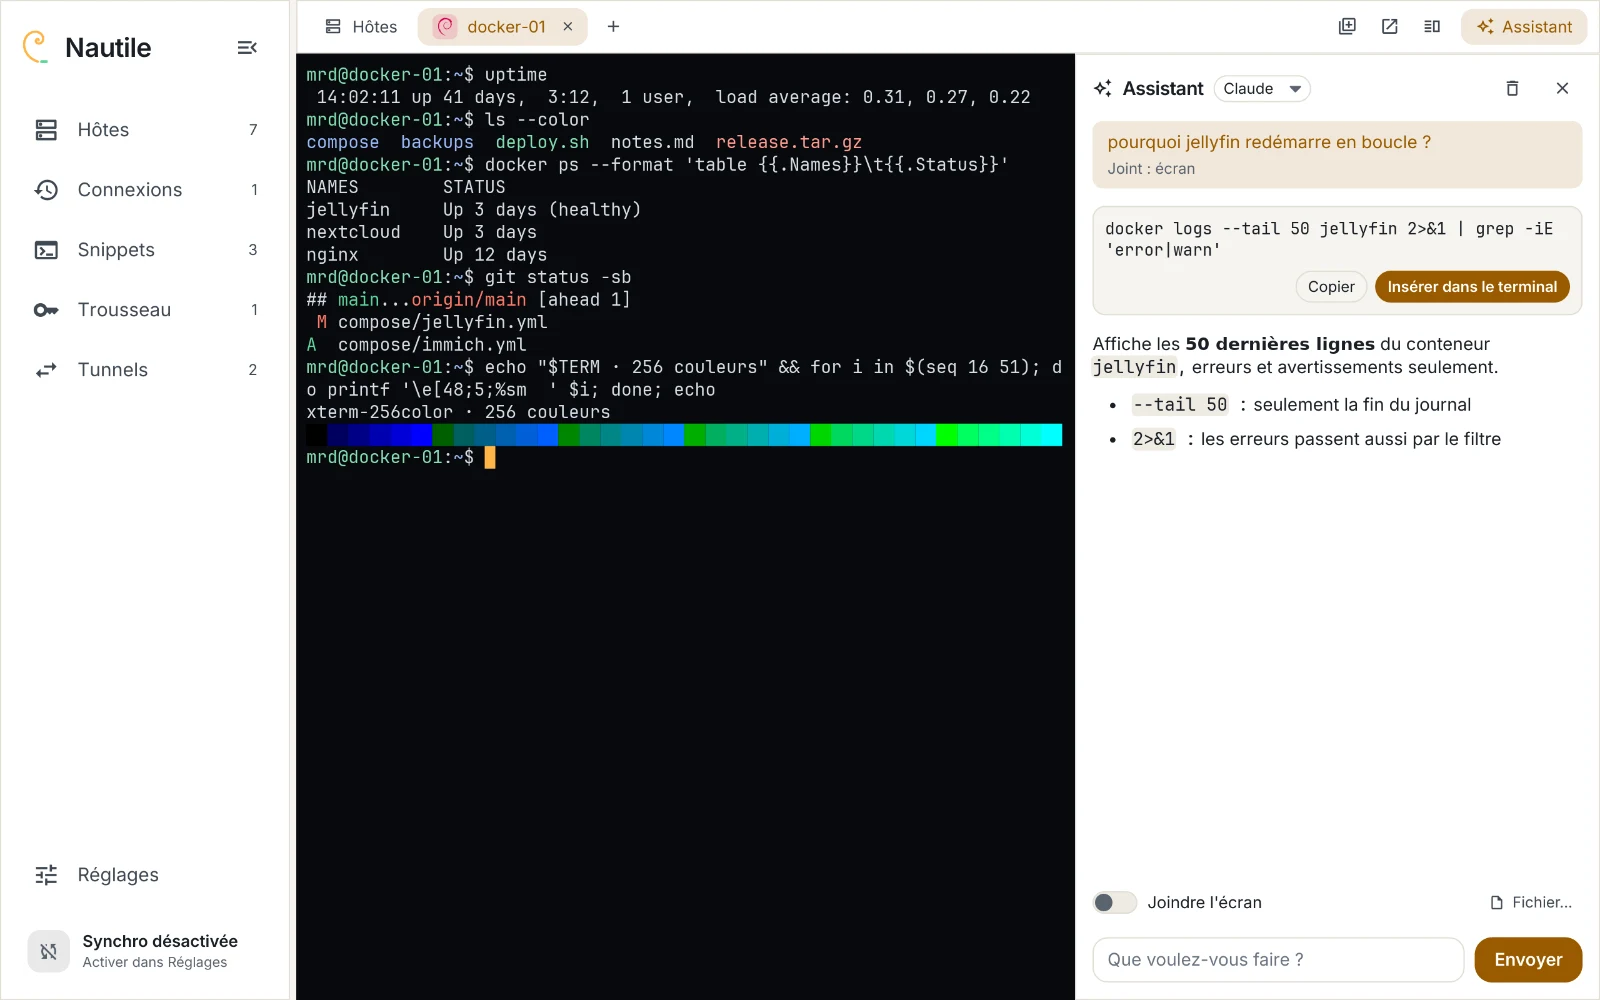 Nautile
Hôtes 7
Connexions 1
Snippets 3
Trousseau 1
Tunnels 2
Réglages
Synchro désactivée
Activer dans Réglages
Hôtes
docker-01
Assistant
mrd@docker-01:~$ uptime
 14:02:11 up 41 days,  3:12,  1 user,  load average: 0.31, 0.27, 0.22
mrd@docker-01:~$ ls --color
compose  backups  deploy.sh  notes.md  release.tar.gz
mrd@docker-01:~$ docker ps --format 'table {{.Names}}\t{{.Status}}'
NAMES        STATUS
jellyfin     Up 3 days (healthy)
nextcloud    Up 3 days
nginx        Up 12 days
mrd@docker-01:~$ git status -sb
## main...origin/main [ahead 1]
 M compose/jellyfin.yml
A  compose/immich.yml
mrd@docker-01:~$ echo "$TERM · 256 couleurs" && for i in $(seq 16 51); d
o printf '\e[48;5;%sm  ' $i; done; echo
xterm-256color · 256 couleurs
mrd@docker-01:~$
Assistant
Claude
pourquoi jellyfin redémarre en boucle ?
Joint : écran
docker logs --tail 50 jellyfin 2>&1 | grep -iE
'error|warn'
Copier
Insérer dans le terminal
Affiche les 50 dernières lignes du conteneur
jellyfin, erreurs et avertissements seulement.
• --tail 50 : seulement la fin du journal
• 2>&1 : les erreurs passent aussi par le filtre
Joindre l'écran
Fichier...
Que voulez-vous faire ?
Envoyer